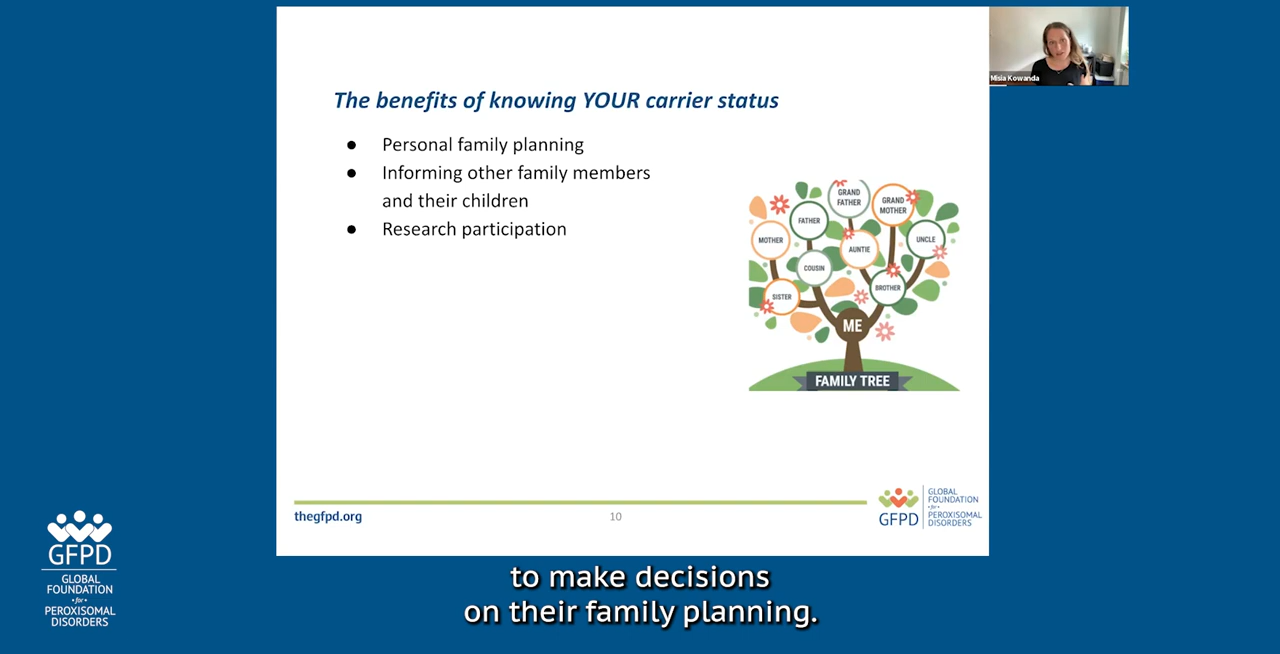 The benefits of knowing YOUR carrier status
● Personal family planning
● Informing other family members
and their children
● Research participation
GRAND
FATHER
GRAND
MOTHER
FATHER
MOTHER
AUNTIE
UNCLE
COUSIN
SISTER
BROTHER
ME
FAMILY TREE
thegfpd.org
10
GFPD
GLOBAL
FOUNDATION
for
PEROXISOMAL
DISORDERS
Misia Kowanda
GFPD
GLOBAL
FOUNDATION
for
PEROXISOMAL
DISORDERS
to make decisions
on their family planning.